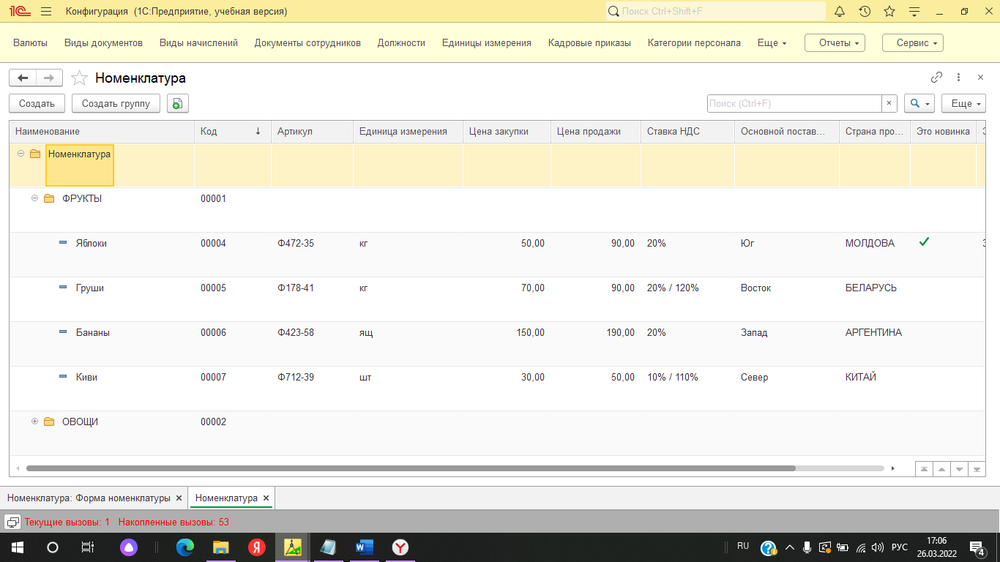 1С Конфигурация (1С:Предприятие, учебная версия) Поиск Ctrl+Shift+F
Валюты Виды документов Виды начислений Документы сотрудников Должности Единицы измерения Кадровые приказы Категории персонала Еще Отчеты Сервис
Номенклатура
Создать Создать группу Поиск (Ctrl+F) × Еще
Наименование Код ↓ Артикул Единица измерения Цена закупки Цена продажи Ставка НДС Основной постав... Страна про... Это новинка
Номенклатура
ФРУКТЫ 00001
Яблоки 00004 Ф472-35 кг 50,00 90,00 20% Юг МОЛДОВА
Груши 00005 Ф178-41 кг 70,00 90,00 20% / 120% Восток БЕЛАРУСЬ
Бананы 00006 Ф423-58 ящ 150,00 190,00 20% Запад АРГЕНТИНА
Киви 00007 Ф712-39 шт 30,00 50,00 10% / 110% Север КИТАЙ
ОВОЩИ 00002
Номенклатура: Форма номенклатуры × Номенклатура ×
Текущие вызовы: 1 Накопленные вызовы: 53
Я Y RU РУС 17:06
26.03.2022 4